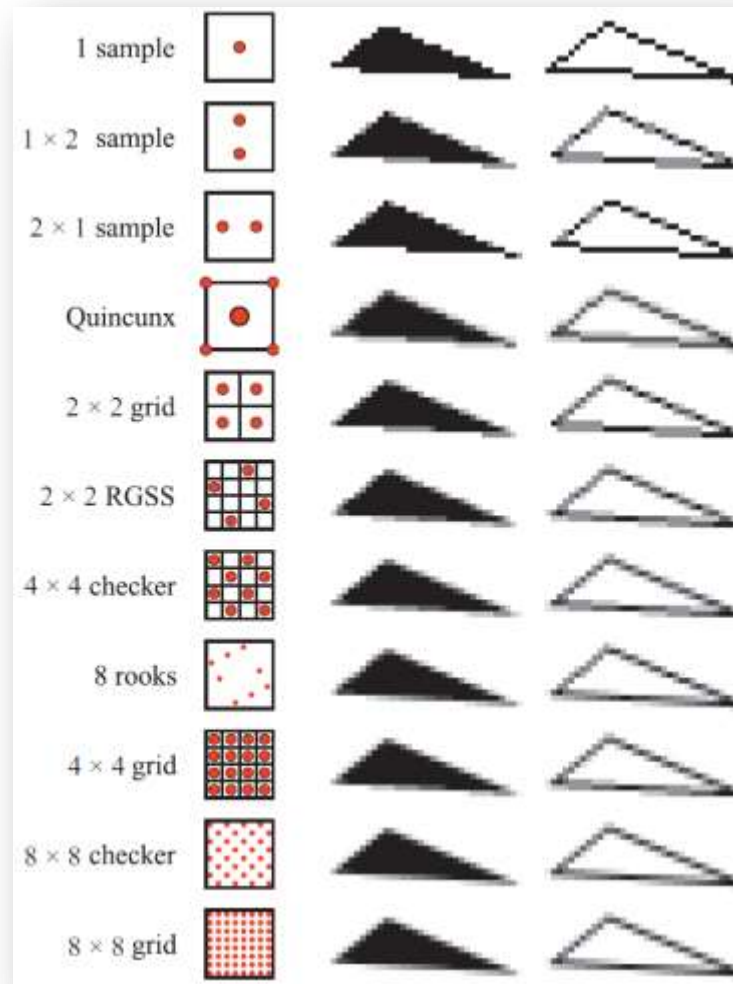 1 sample
1 × 2 sample
2 × 1 sample
Quincunx
2 × 2 grid
2 × 2 RGSS
4 × 4 checker
8 rooks
4 × 4 grid
8 × 8 checker
8 × 8 grid